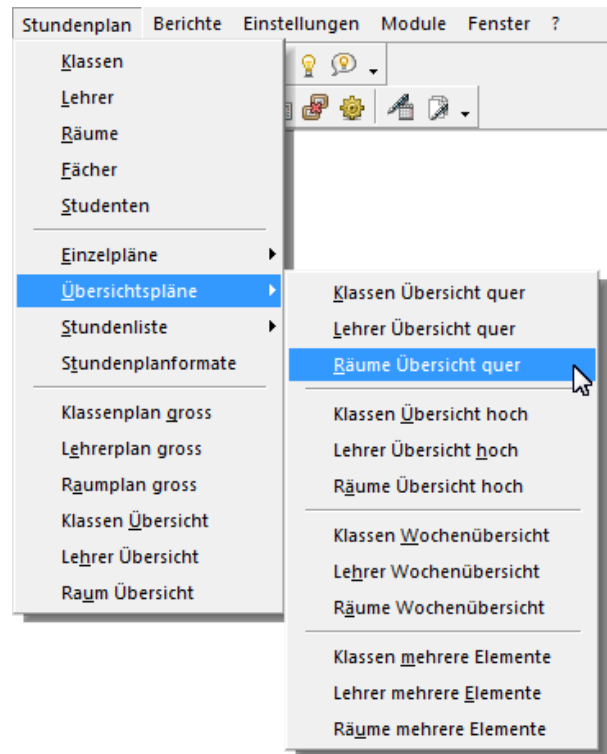 Stundenplan Berichte Einstellungen Module Fenster ?
Klassen
Lehrer
Räume
Fächer
Studenten
Einzelpläne
Übersichtspläne
Stundenliste
Stundenplanformate
Klassenplan gross
Lehrerplan gross
Raumplan gross
Klassen Übersicht
Lehrer Übersicht
Raum Übersicht
Klassen Übersicht quer
Lehrer Übersicht quer
Räume Übersicht quer
Klassen Übersicht hoch
Lehrer Übersicht hoch
Räume Übersicht hoch
Klassen Wochenübersicht
Lehrer Wochenübersicht
Räume Wochenübersicht
Klassen mehrere Elemente
Lehrer mehrere Elemente
Räume mehrere Elemente